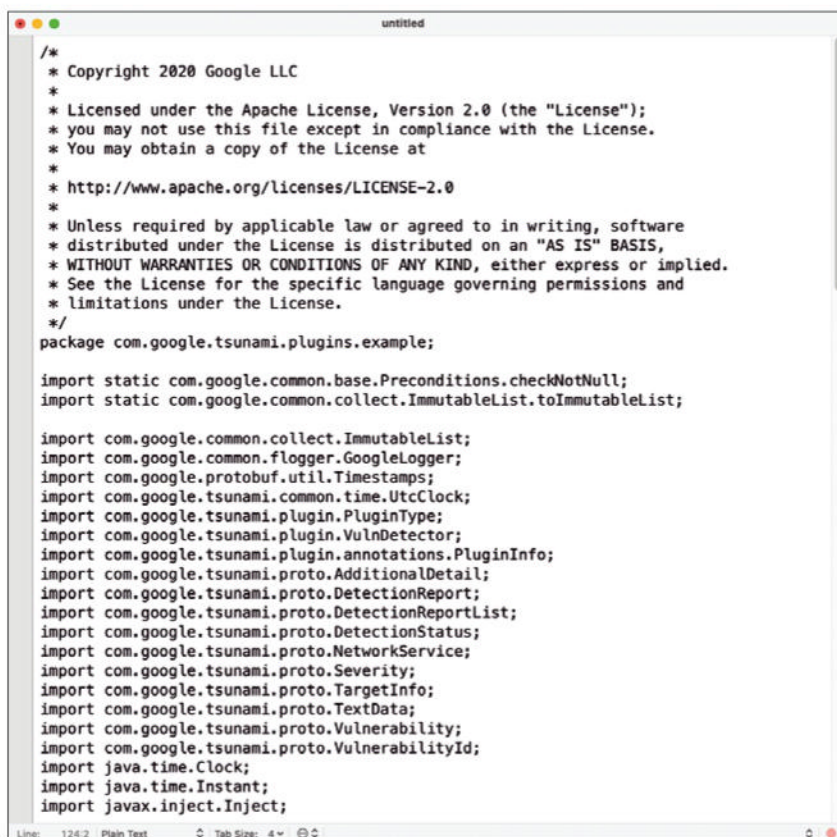 untitled
/*
 * Copyright 2020 Google LLC
 *
 * Licensed under the Apache License, Version 2.0 (the "License");
 * you may not use this file except in compliance with the License.
 * You may obtain a copy of the License at
 *
 * http://www.apache.org/licenses/LICENSE-2.0
 *
 * Unless required by applicable law or agreed to in writing, software
 * distributed under the License is distributed on an "AS IS" BASIS,
 * WITHOUT WARRANTIES OR CONDITIONS OF ANY KIND, either express or implied.
 * See the License for the specific language governing permissions and
 * limitations under the License.
 */
package com.google.tsunami.plugins.example;

import static com.google.common.base.Preconditions.checkNotNull;
import static com.google.common.collect.ImmutableList.toImmutableList;

import com.google.common.collect.ImmutableList;
import com.google.common.flogger.GoogleLogger;
import com.google.protobuf.util.Timestamps;
import com.google.tsunami.common.time.UtcClock;
import com.google.tsunami.plugin.PluginType;
import com.google.tsunami.plugin.VulnDetector;
import com.google.tsunami.plugin.annotations.PluginInfo;
import com.google.tsunami.proto.AdditionalDetail;
import com.google.tsunami.proto.DetectionReport;
import com.google.tsunami.proto.DetectionReportList;
import com.google.tsunami.proto.DetectionStatus;
import com.google.tsunami.proto.NetworkService;
import com.google.tsunami.proto.Severity;
import com.google.tsunami.proto.TargetInfo;
import com.google.tsunami.proto.TextData;
import com.google.tsunami.proto.Vulnerability;
import com.google.tsunami.proto.VulnerabilityId;
import java.time.Clock;
import java.time.Instant;
import javax.inject.Inject;
Line: 124:2 Plain Text Tab Size: 4